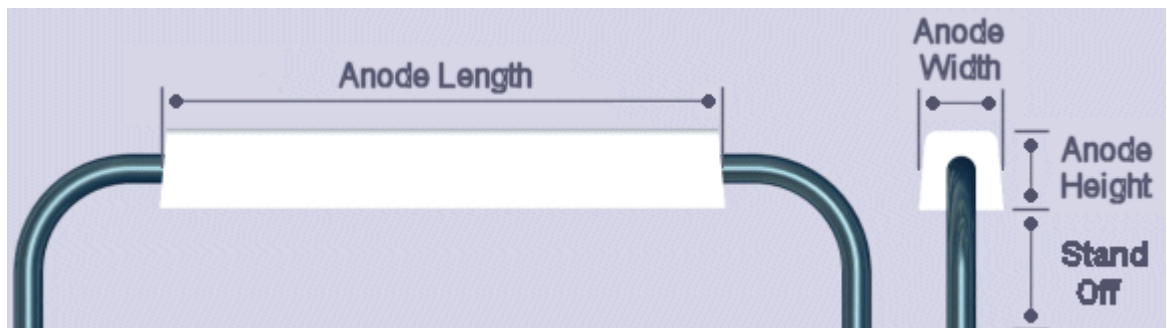 Anode Length
Anode
Width
Anode
Height
Stand
Off